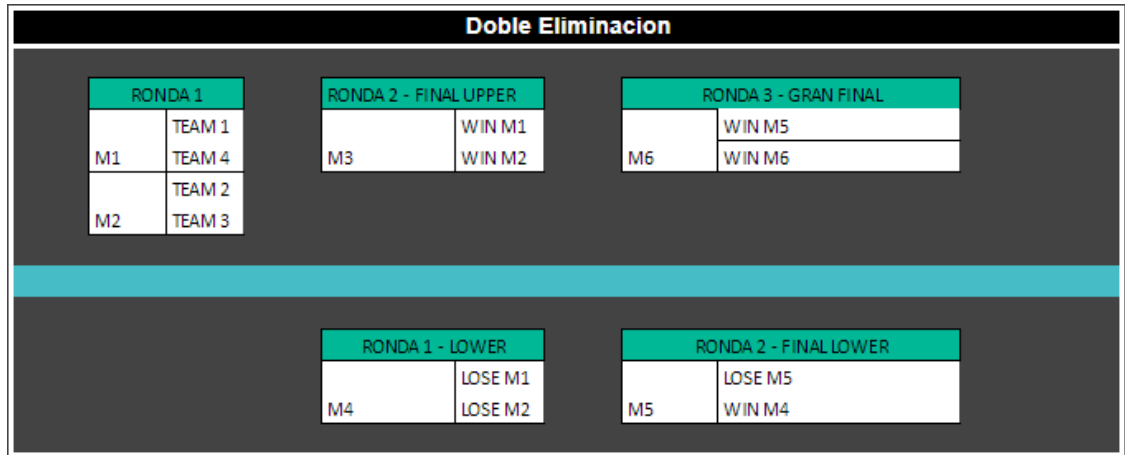 Doble Eliminacion
RONDA 1
TEAM 1
M1 TEAM 4
TEAM 2
M2 TEAM 3
RONDA 2 - FINAL UPPER
WIN M1
M3 WIN M2
RONDA 3 - GRAN FINAL
WIN M5
M6 WIN M6
RONDA 1 - LOWER
LOSE M1
M4 LOSE M2
RONDA 2 - FINAL LOWER
LOSE M5
M5 WIN M4